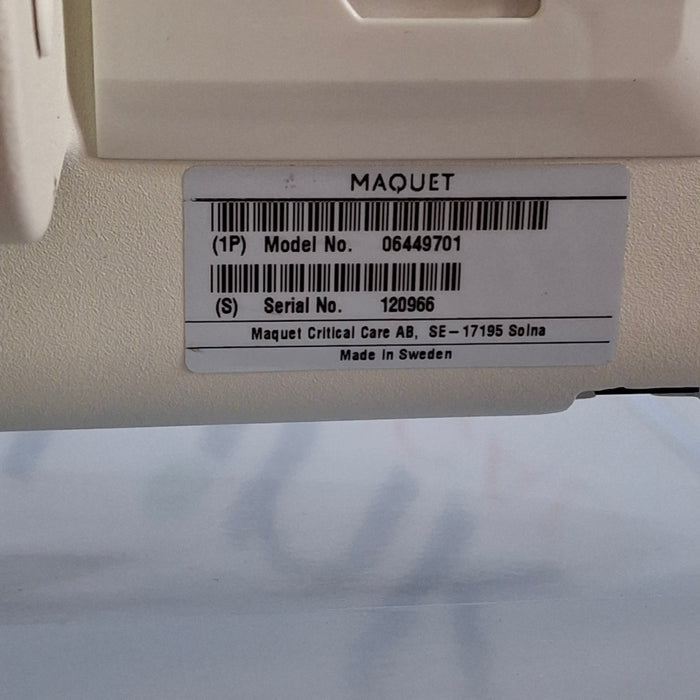 MAQUET
(1P) Model No. 06449701
(S) Serial No. 120966
Maquet Critical Care AB, SE-17195 Solna
Made in Sweden